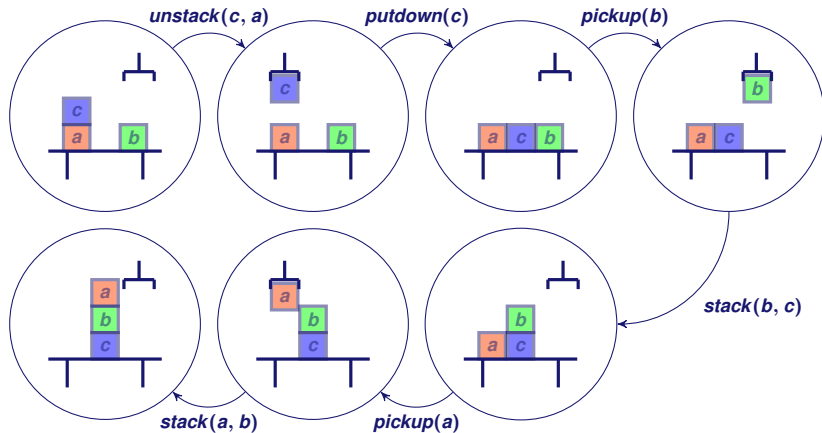 unstack(c, a)
putdown(c)
pickup(b)
c
a
b
c
a
b
a
c
b
b
a
c
a
b
c
a
b
c
b
a
c
stack(b, c)
stack(a, b)
pickup(a)